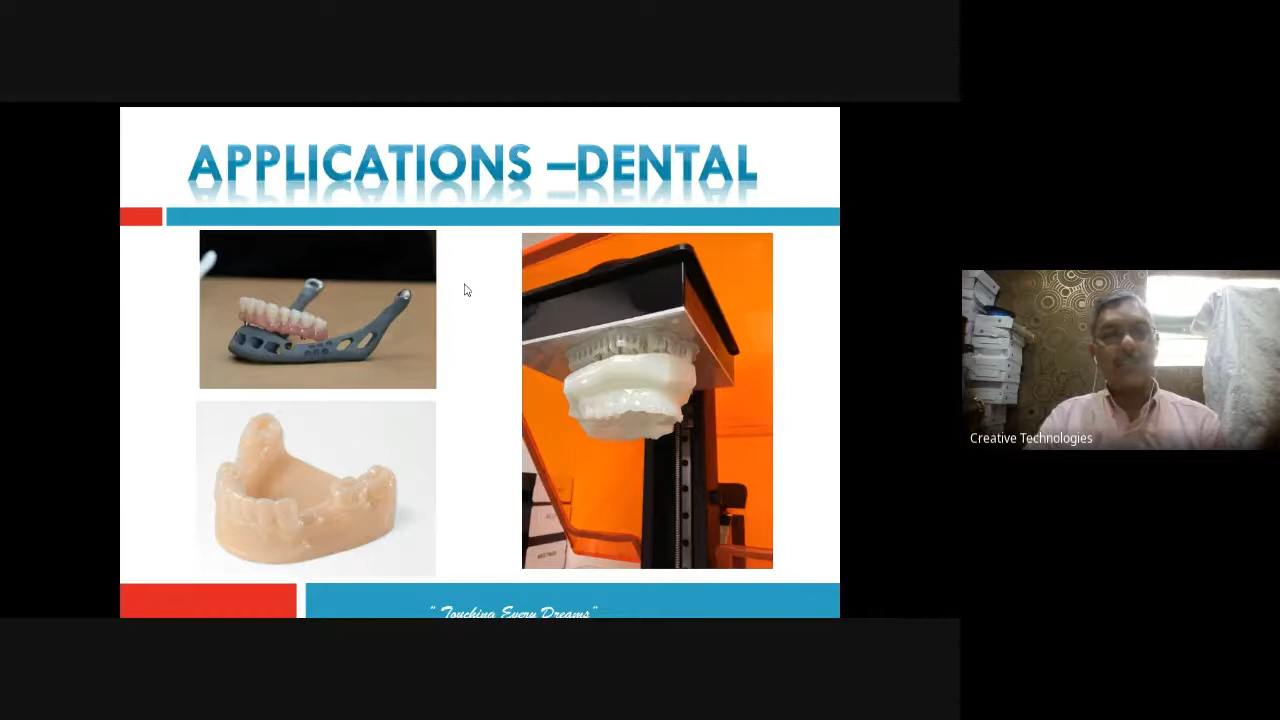 APPLICATIONS –DENTAL
" Touching Every Dreams"
Creative Technologies